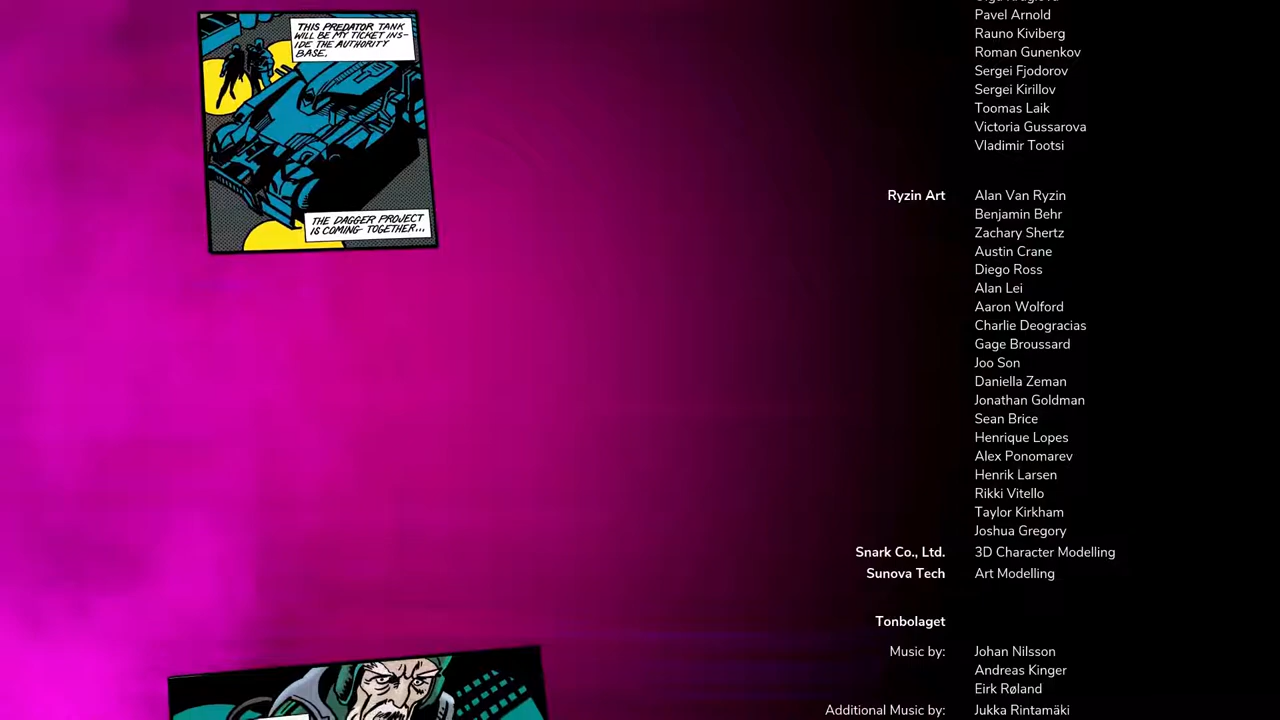 THIS PREDATOR TANK
WILL BE MY TICKET INS-
IDE THE AUTHORITY
BASE.
THE DAGGER PROJECT
IS COMING TOGETHER...
Pavel Arnold
Rauno Kiviberg
Roman Gunenkov
Sergei Fjodorov
Sergei Kirillov
Toomas Laik
Victoria Gussarova
Vladimir Tootsi
Ryzin Art Alan Van Ryzin
Benjamin Behr
Zachary Shertz
Austin Crane
Diego Ross
Alan Lei
Aaron Wolford
Charlie Deogracias
Gage Broussard
Joo Son
Daniella Zeman
Jonathan Goldman
Sean Brice
Henrique Lopes
Alex Ponomarev
Henrik Larsen
Rikki Vitello
Taylor Kirkham
Joshua Gregory
Snark Co., Ltd. 3D Character Modelling
Sunova Tech Art Modelling
Tonbolaget
Music by: Johan Nilsson
Andreas Kinger
Eirk Røland
Additional Music by: Jukka Rintamäki